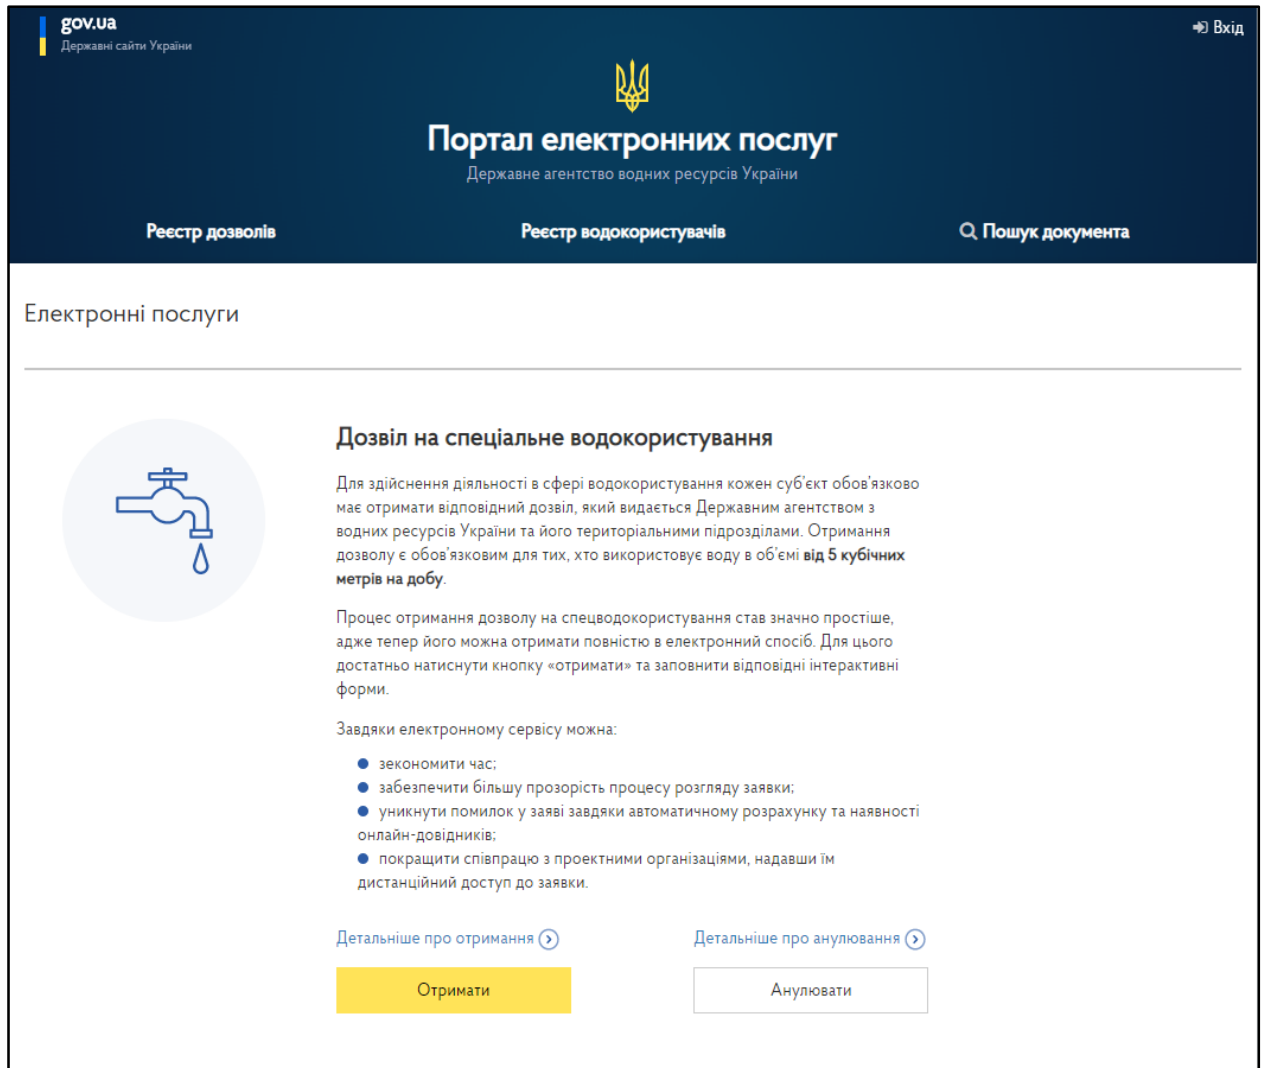 gov.ua
Державні сайти України
Вхід
Портал електронних послуг
Державне агентство водних ресурсів України
Реєстр дозволів
Реєстр водокористувачів
Пошук документа
Електронні послуги
Дозвіл на спеціальне водокористування
Для здійснення діяльності в сфері водокористування кожен суб’єкт обов’язково
має отримати відповідний дозвіл, який видається Державним агентством з
водних ресурсів України та його територіальними підрозділами. Отримання
дозволу є обов’язковим для тих, хто використовує воду в об’ємі від 5 кубічних
метрів на добу.
Процес отримання дозволу на спецводокористування став значно простіше,
адже тепер його можна отримати повністю в електронний спосіб. Для цього
достатньо натиснути кнопку «отримати» та заповнити відповідні інтерактивні
форми.
Завдяки електронному сервісу можна:
зекономити час;
забезпечити більшу прозорість процесу розгляду заявки;
уникнути помилок у заяві завдяки автоматичному розрахунку та наявності
онлайн-довідників;
покращити співпрацю з проектними організаціями, надавши їм
дистанційний доступ до заявки.
Детальніше про отримання
Детальніше про анулювання
Отримати
Анулювати